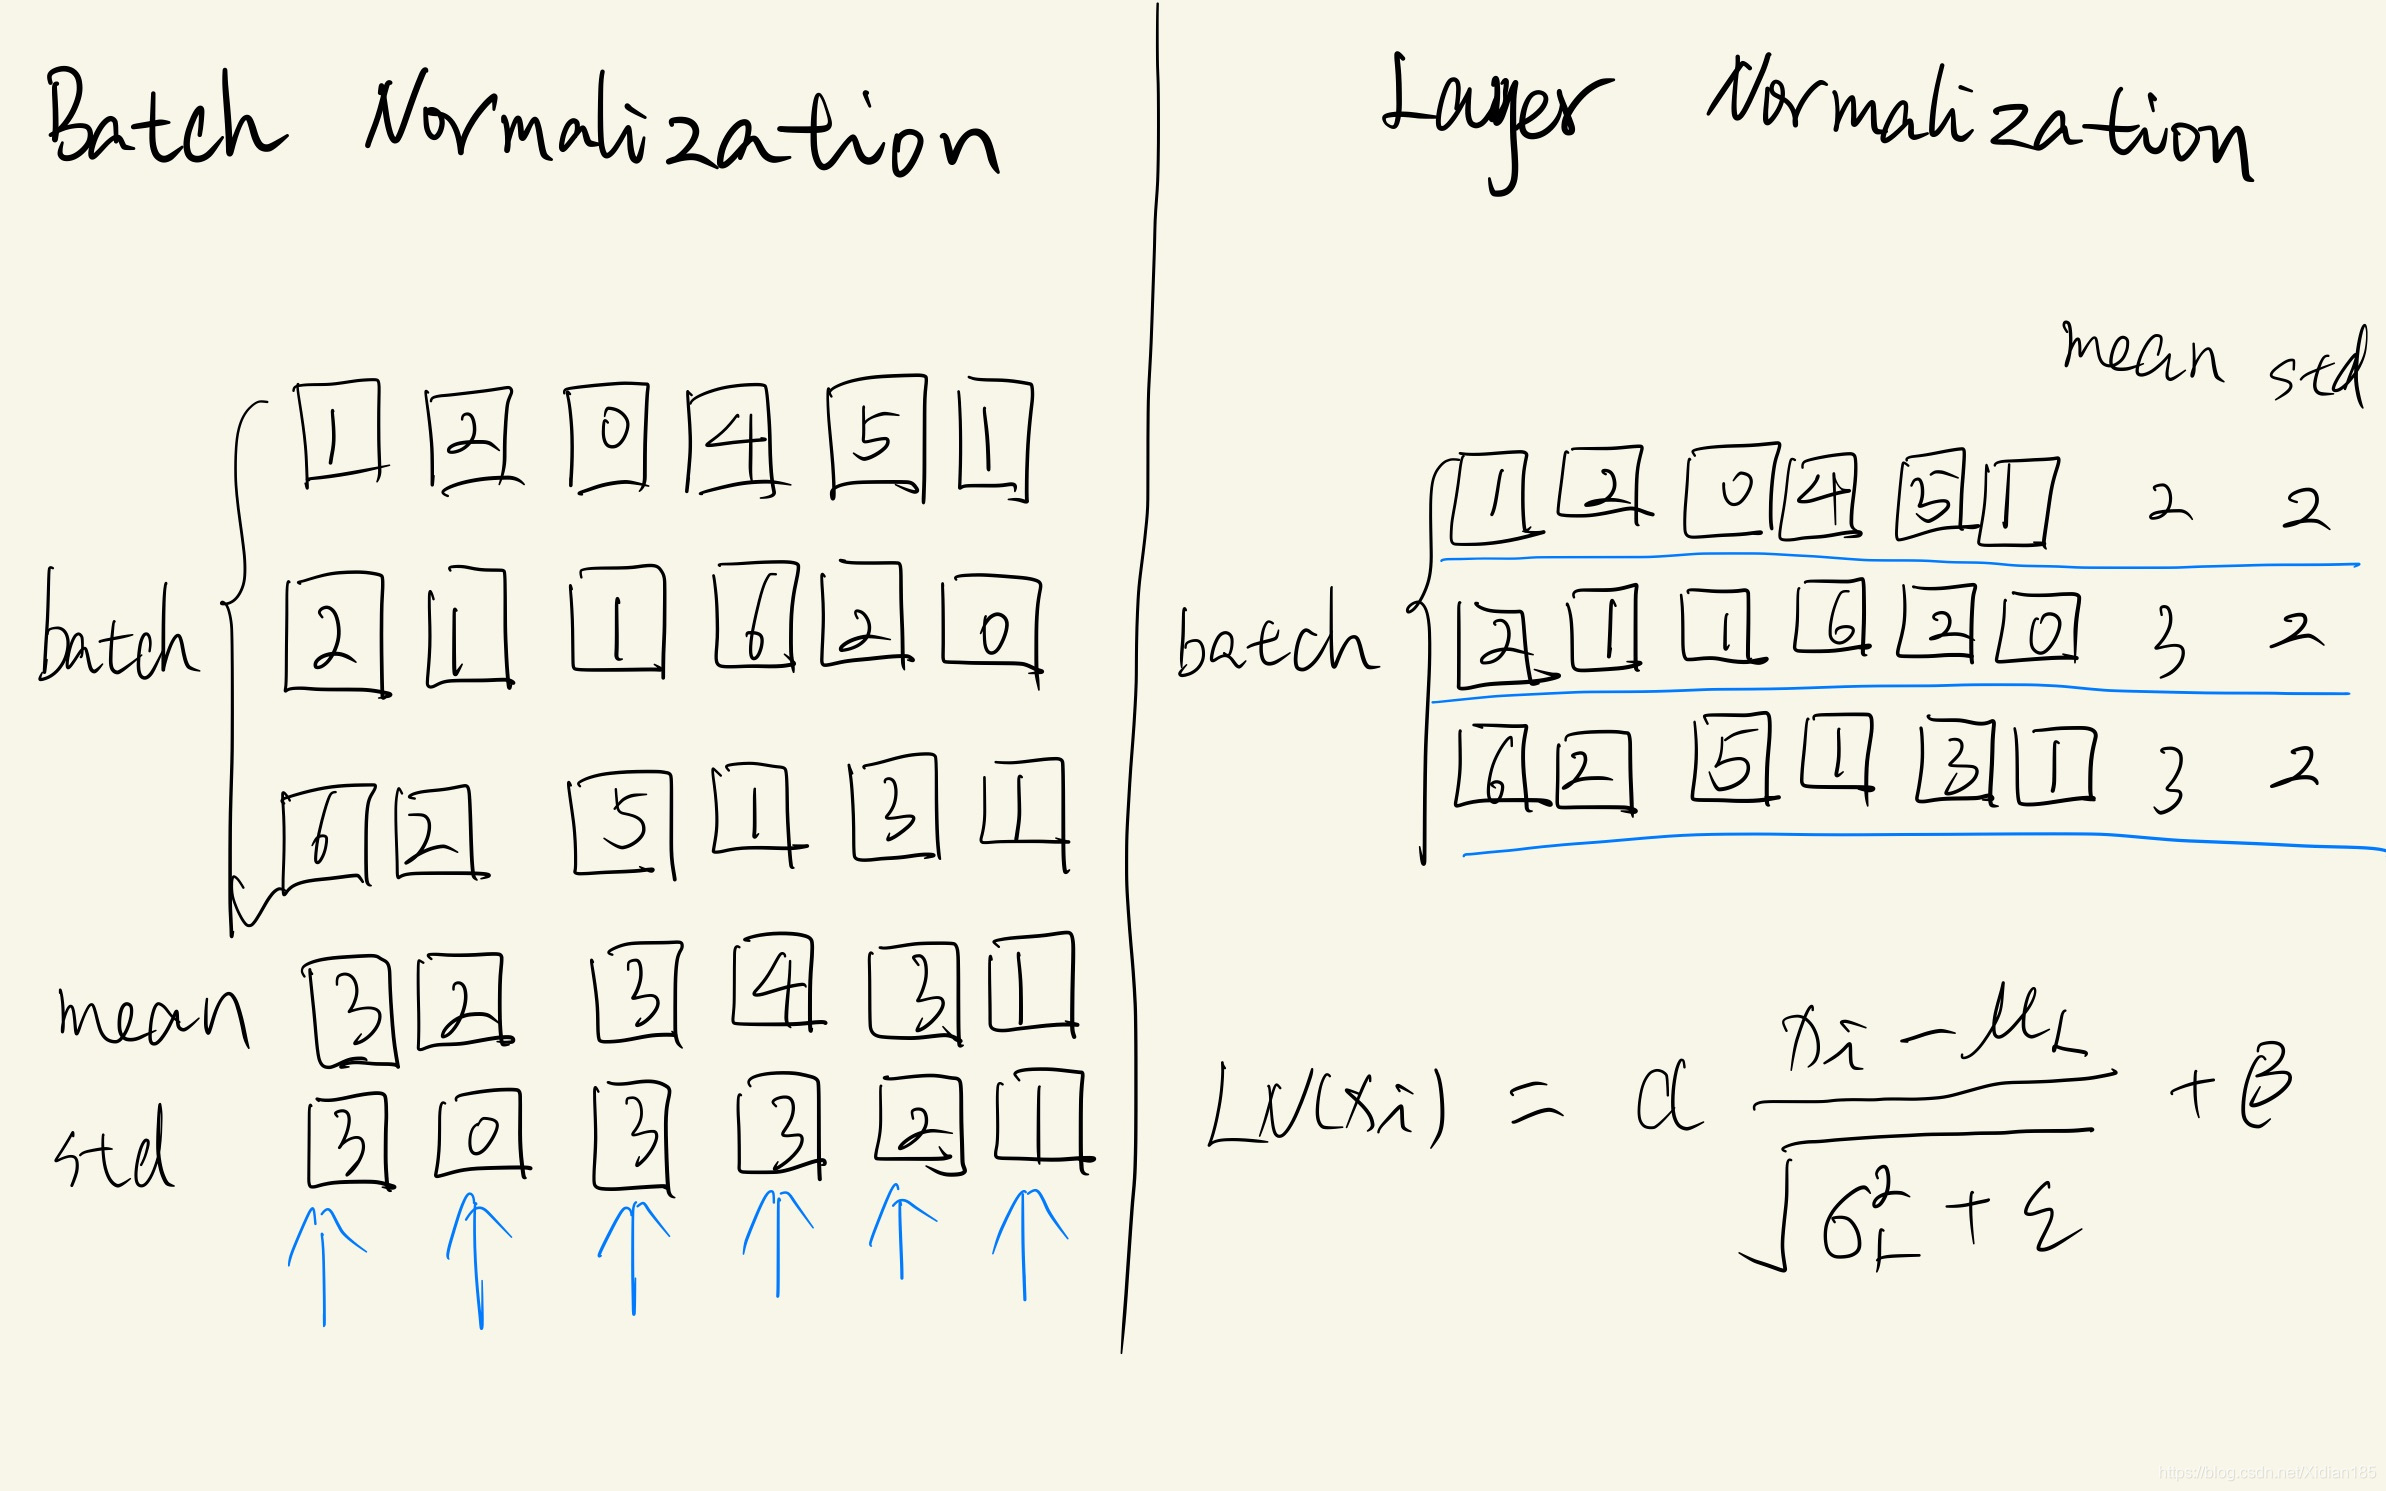 Batch Normalization
1 2 0 4 5 1
batch 2 1 1 6 2 0
6 2 5 1 3 1
mean 3 2 3 4 3 1
std 3 0 3 3 2 1
Layer Normalization
mean std
1 2 0 4 5 1 2 2
batch 2 1 1 6 2 0 3 2
6 2 5 1 3 1 3 2
LN(xi) = α (xi - μL) / √(σL² + ε) + β
https://blog.csdn.net/Xidian185